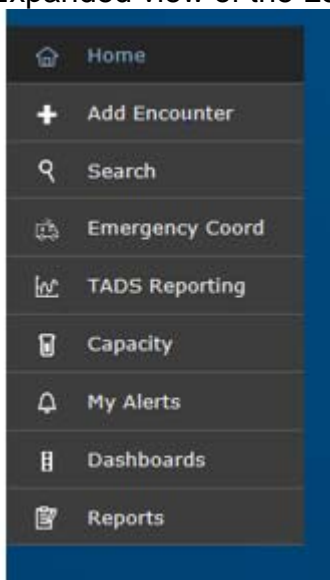 Home
Add Encounter
Search
Emergency Coord
TADS Reporting
Capacity
My Alerts
Dashboards
Reports